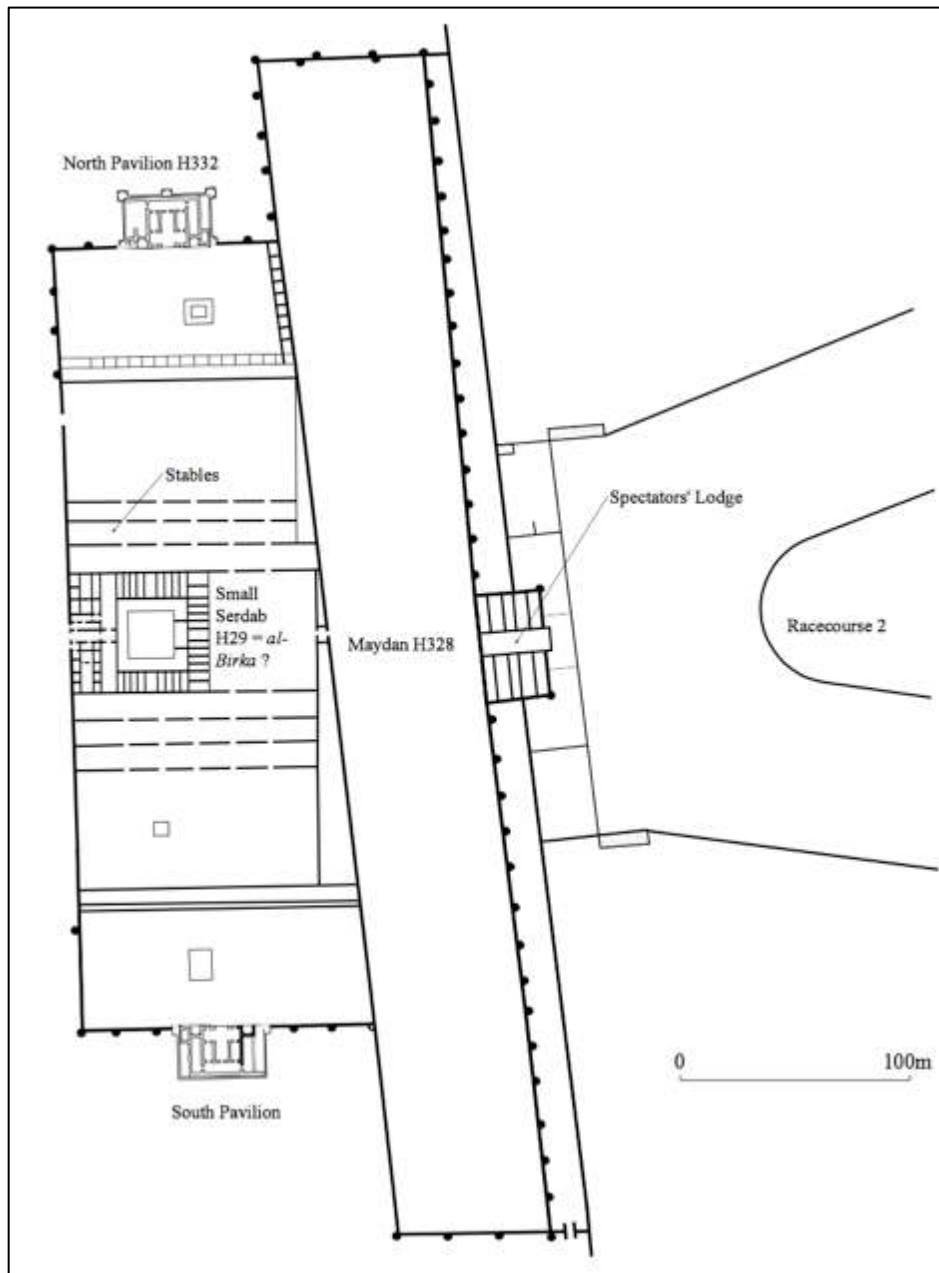 North Pavilion H332
Stables
Spectators' Lodge
Small
Serdab
H29 = al-
Birka ?
Maydan H328
Racecourse 2
0 100m
South Pavilion